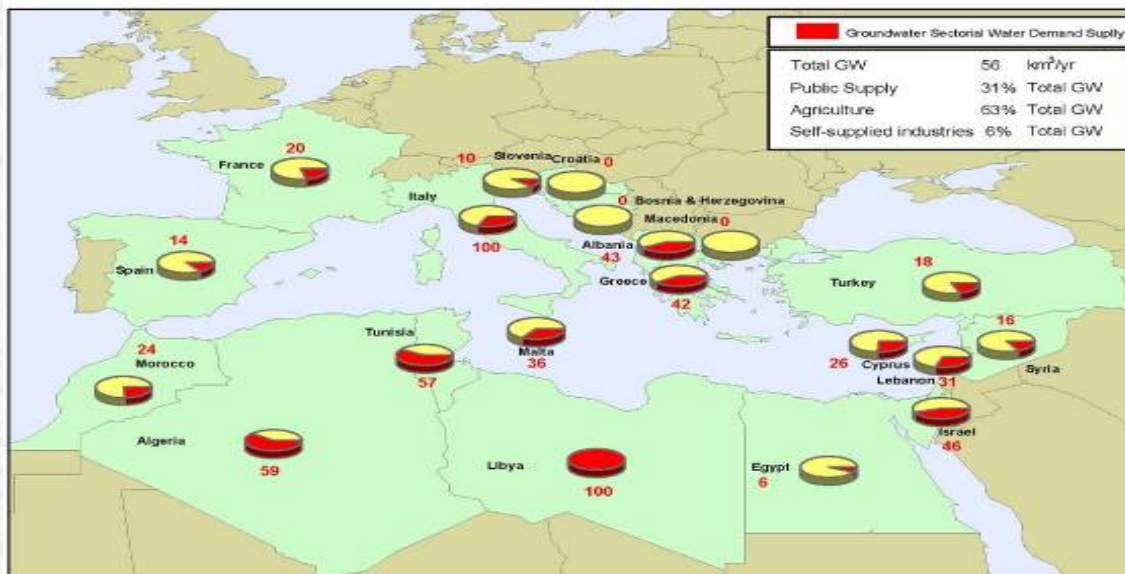 Groundwater Sectorial Water Demand Suplly
Total GW 56 km³/yr
Public Supply 31% Total GW
Agriculture 63% Total GW
Self-supplied industries 6% Total GW
20
France
10
Slovenia
Croatia
0
Italy
100
0
Bosnia & Herzegovina
Macedonia
0
14
Spain
Albania
43
Greece
42
18
Turkey
24
Morocco
Tunisia
57
Malta
36
26
Cyprus
16
Syria
Lebanon
31
Israel
46
Algeria
59
Libya
100
Egypt
6